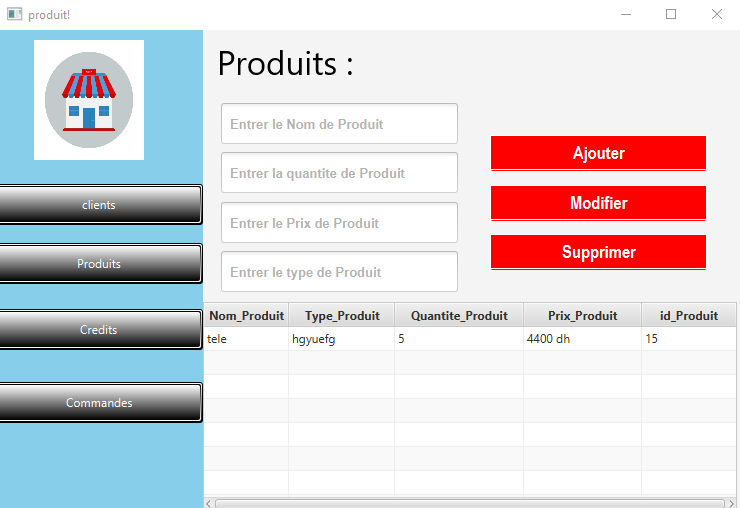 produit!
Produits :
Entrer le Nom de Produit
Entrer la quantite de Produit
Entrer le Prix de Produit
Entrer le type de Produit
Ajouter
Modifier
Supprimer
clients
Produits
Credits
Commandes
Nom_Produit Type_Produit Quantite_Produit Prix_Produit id_Produit
tele hgyuefg 5 4400 dh 15